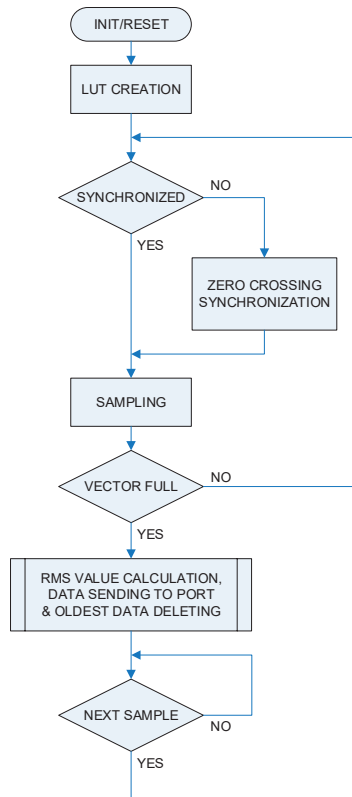 INIT/RESET
LUT CREATION
SYNCHRONIZED
NO
YES
ZERO CROSSING
SYNCHRONIZATION
SAMPLING
VECTOR FULL
NO
YES
RMS VALUE CALCULATION,
DATA SENDING TO PORT
& OLDEST DATA DELETING
NEXT SAMPLE
NO
YES